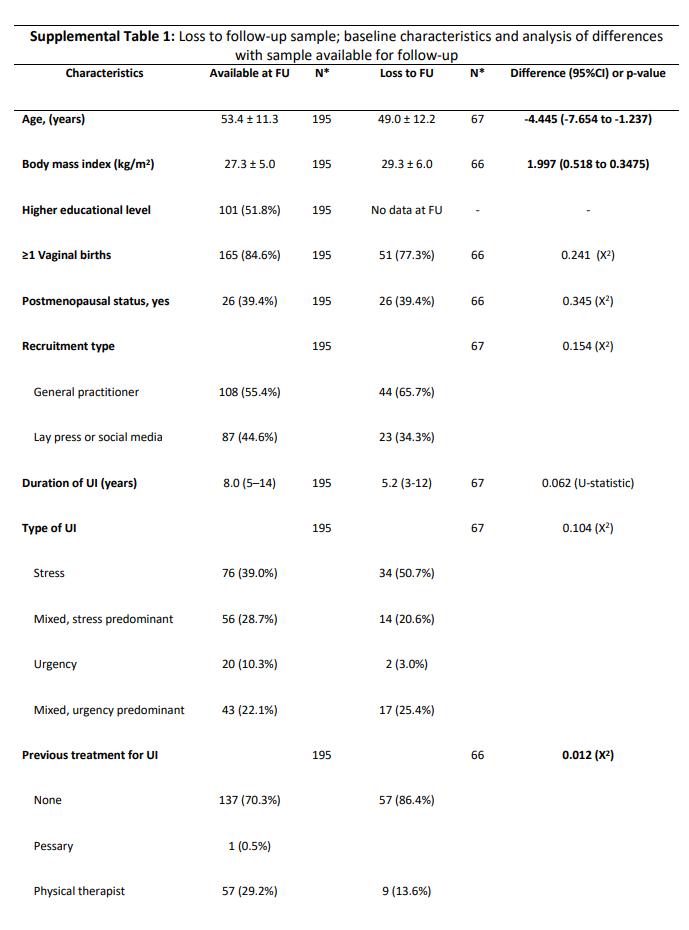 Supplemental Table 1: Loss to follow-up sample; baseline characteristics and analysis of differences
with sample available for follow-up
Characteristics Available at FU N* Loss to FU N* Difference (95%CI) or p-value
Age, (years) 53.4 ± 11.3 195 49.0 ± 12.2 67 -4.445 (-7.654 to -1.237)
Body mass index (kg/m²) 27.3 ± 5.0 195 29.3 ± 6.0 66 1.997 (0.518 to 0.3475)
Higher educational level 101 (51.8%) 195 No data at FU - -
≥1 Vaginal births 165 (84.6%) 195 51 (77.3%) 66 0.241 (X²)
Postmenopausal status, yes 26 (39.4%) 195 26 (39.4%) 66 0.345 (X²)
Recruitment type 195 67 0.154 (X²)
General practitioner 108 (55.4%) 44 (65.7%)
Lay press or social media 87 (44.6%) 23 (34.3%)
Duration of UI (years) 8.0 (5–14) 195 5.2 (3-12) 67 0.062 (U-statistic)
Type of UI 195 67 0.104 (X²)
Stress 76 (39.0%) 34 (50.7%)
Mixed, stress predominant 56 (28.7%) 14 (20.6%)
Urgency 20 (10.3%) 2 (3.0%)
Mixed, urgency predominant 43 (22.1%) 17 (25.4%)
Previous treatment for UI 195 66 0.012 (X²)
None 137 (70.3%) 57 (86.4%)
Pessary 1 (0.5%)
Physical therapist 57 (29.2%) 9 (13.6%)